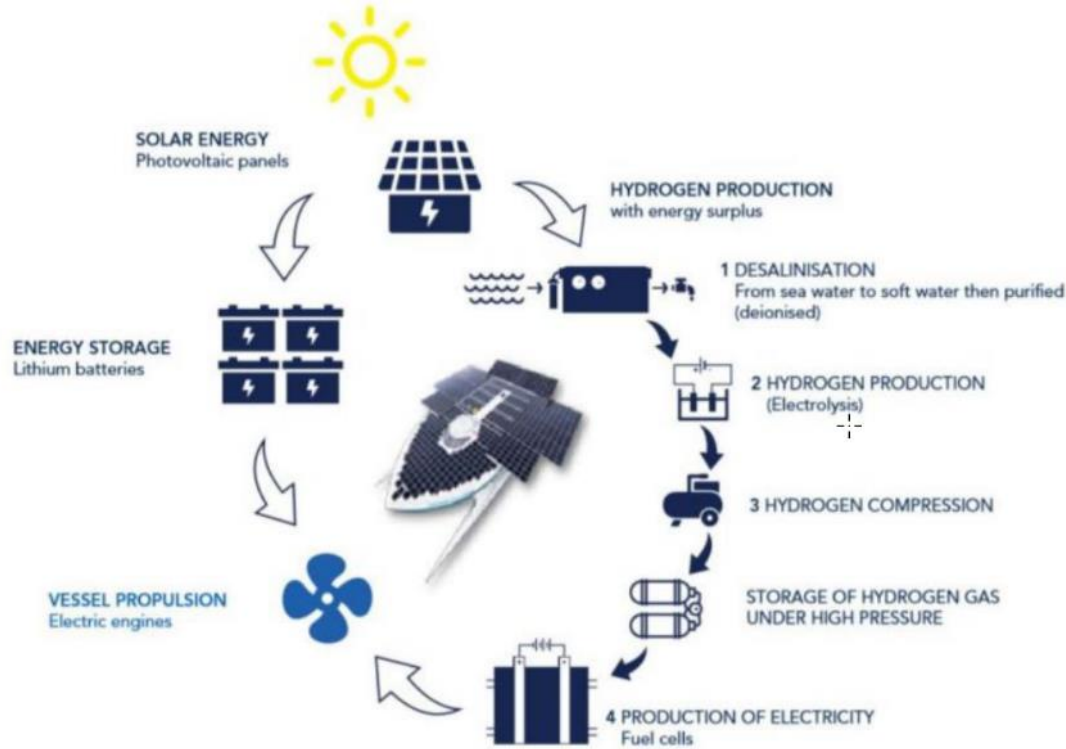 SOLAR ENERGY
Photovoltaic panels
HYDROGEN PRODUCTION
with energy surplus
1 DESALINISATION
From sea water to soft water then purified
(deionised)
ENERGY STORAGE
Lithium batteries
2 HYDROGEN PRODUCTION
(Electrolysis)
3 HYDROGEN COMPRESSION
STORAGE OF HYDROGEN GAS
UNDER HIGH PRESSURE
VESSEL PROPULSION
Electric engines
4 PRODUCTION OF ELECTRICITY
Fuel cells